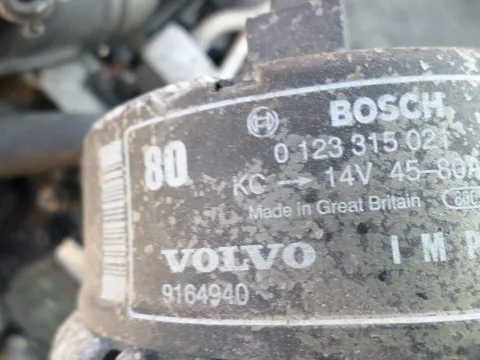 BOSCH
80
0 123 315 021
KC → 14V 45-80A
Made in Great Britain
VOLVO
I M P
9164940